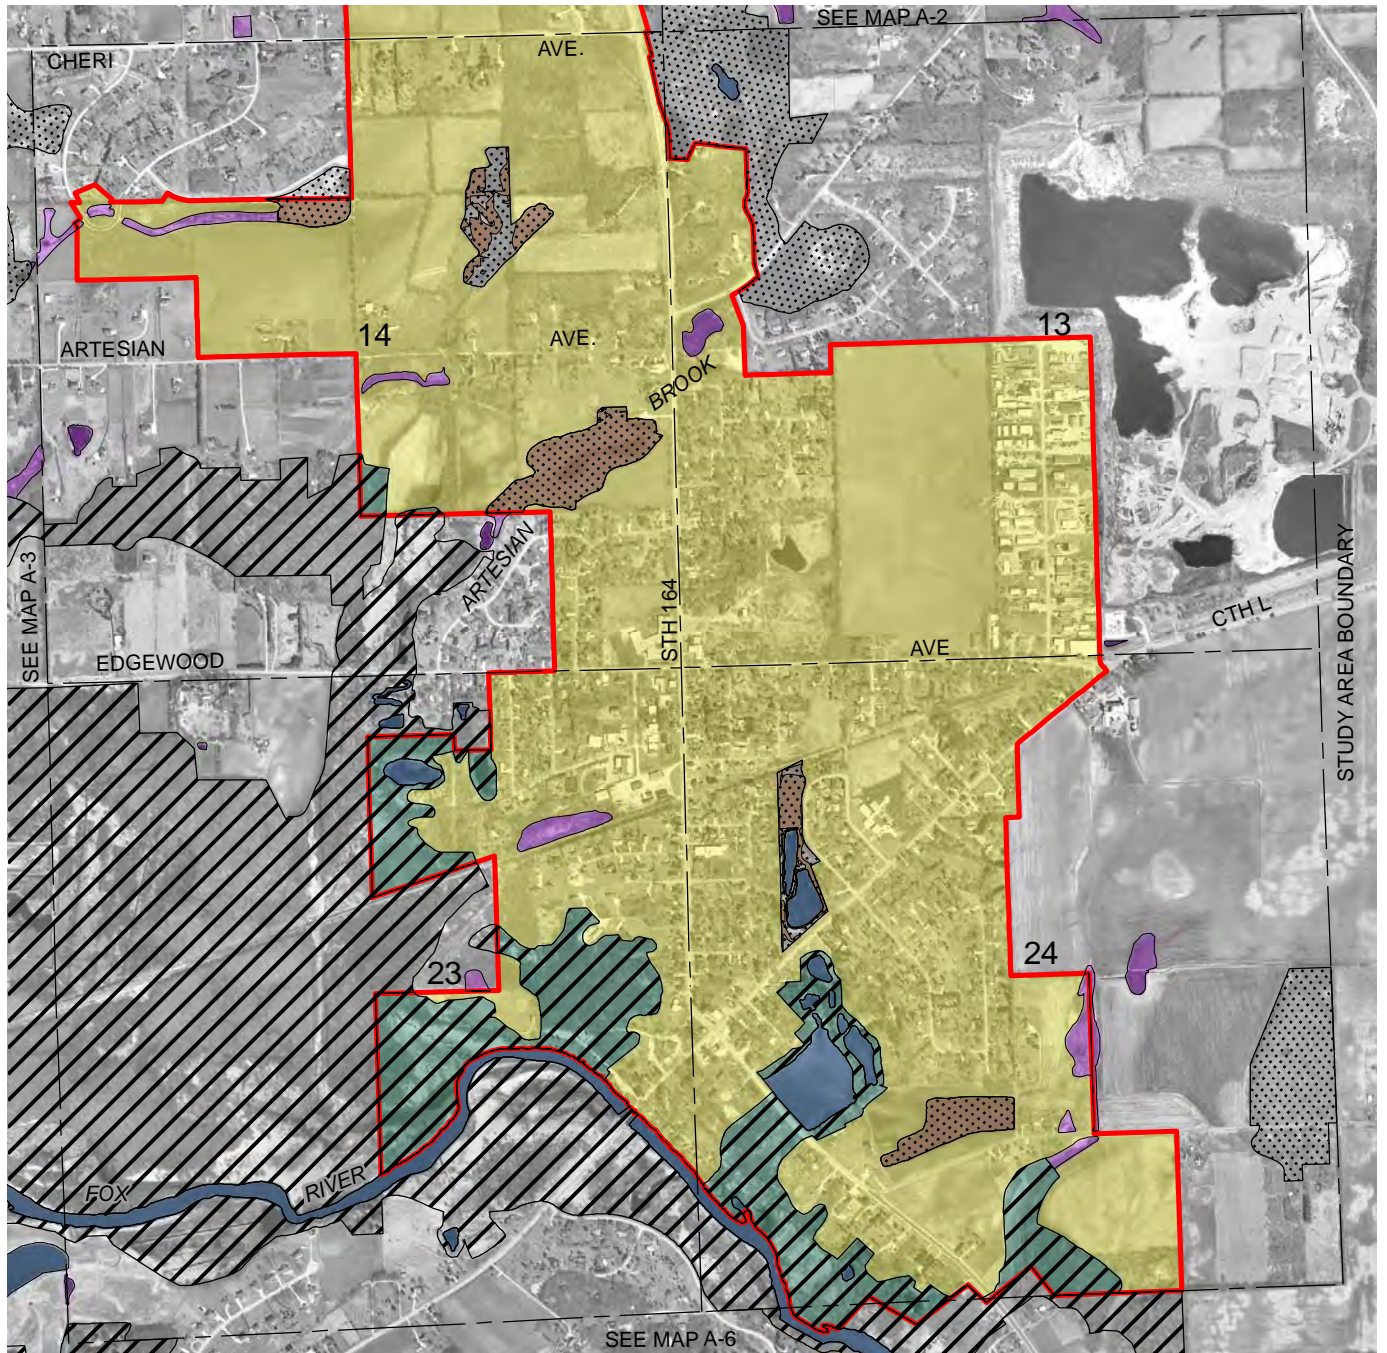 SEE MAP A-2
CHERI
AVE.
13
14
ARTESIAN
AVE.
BROOK
ARTESIAN
SEE MAP A-3
STH 164
STUDY AREA BOUNDARY
CTH L
EDGEWOOD
AVE
24
23
FOX
RIVER
SEE MAP A-6